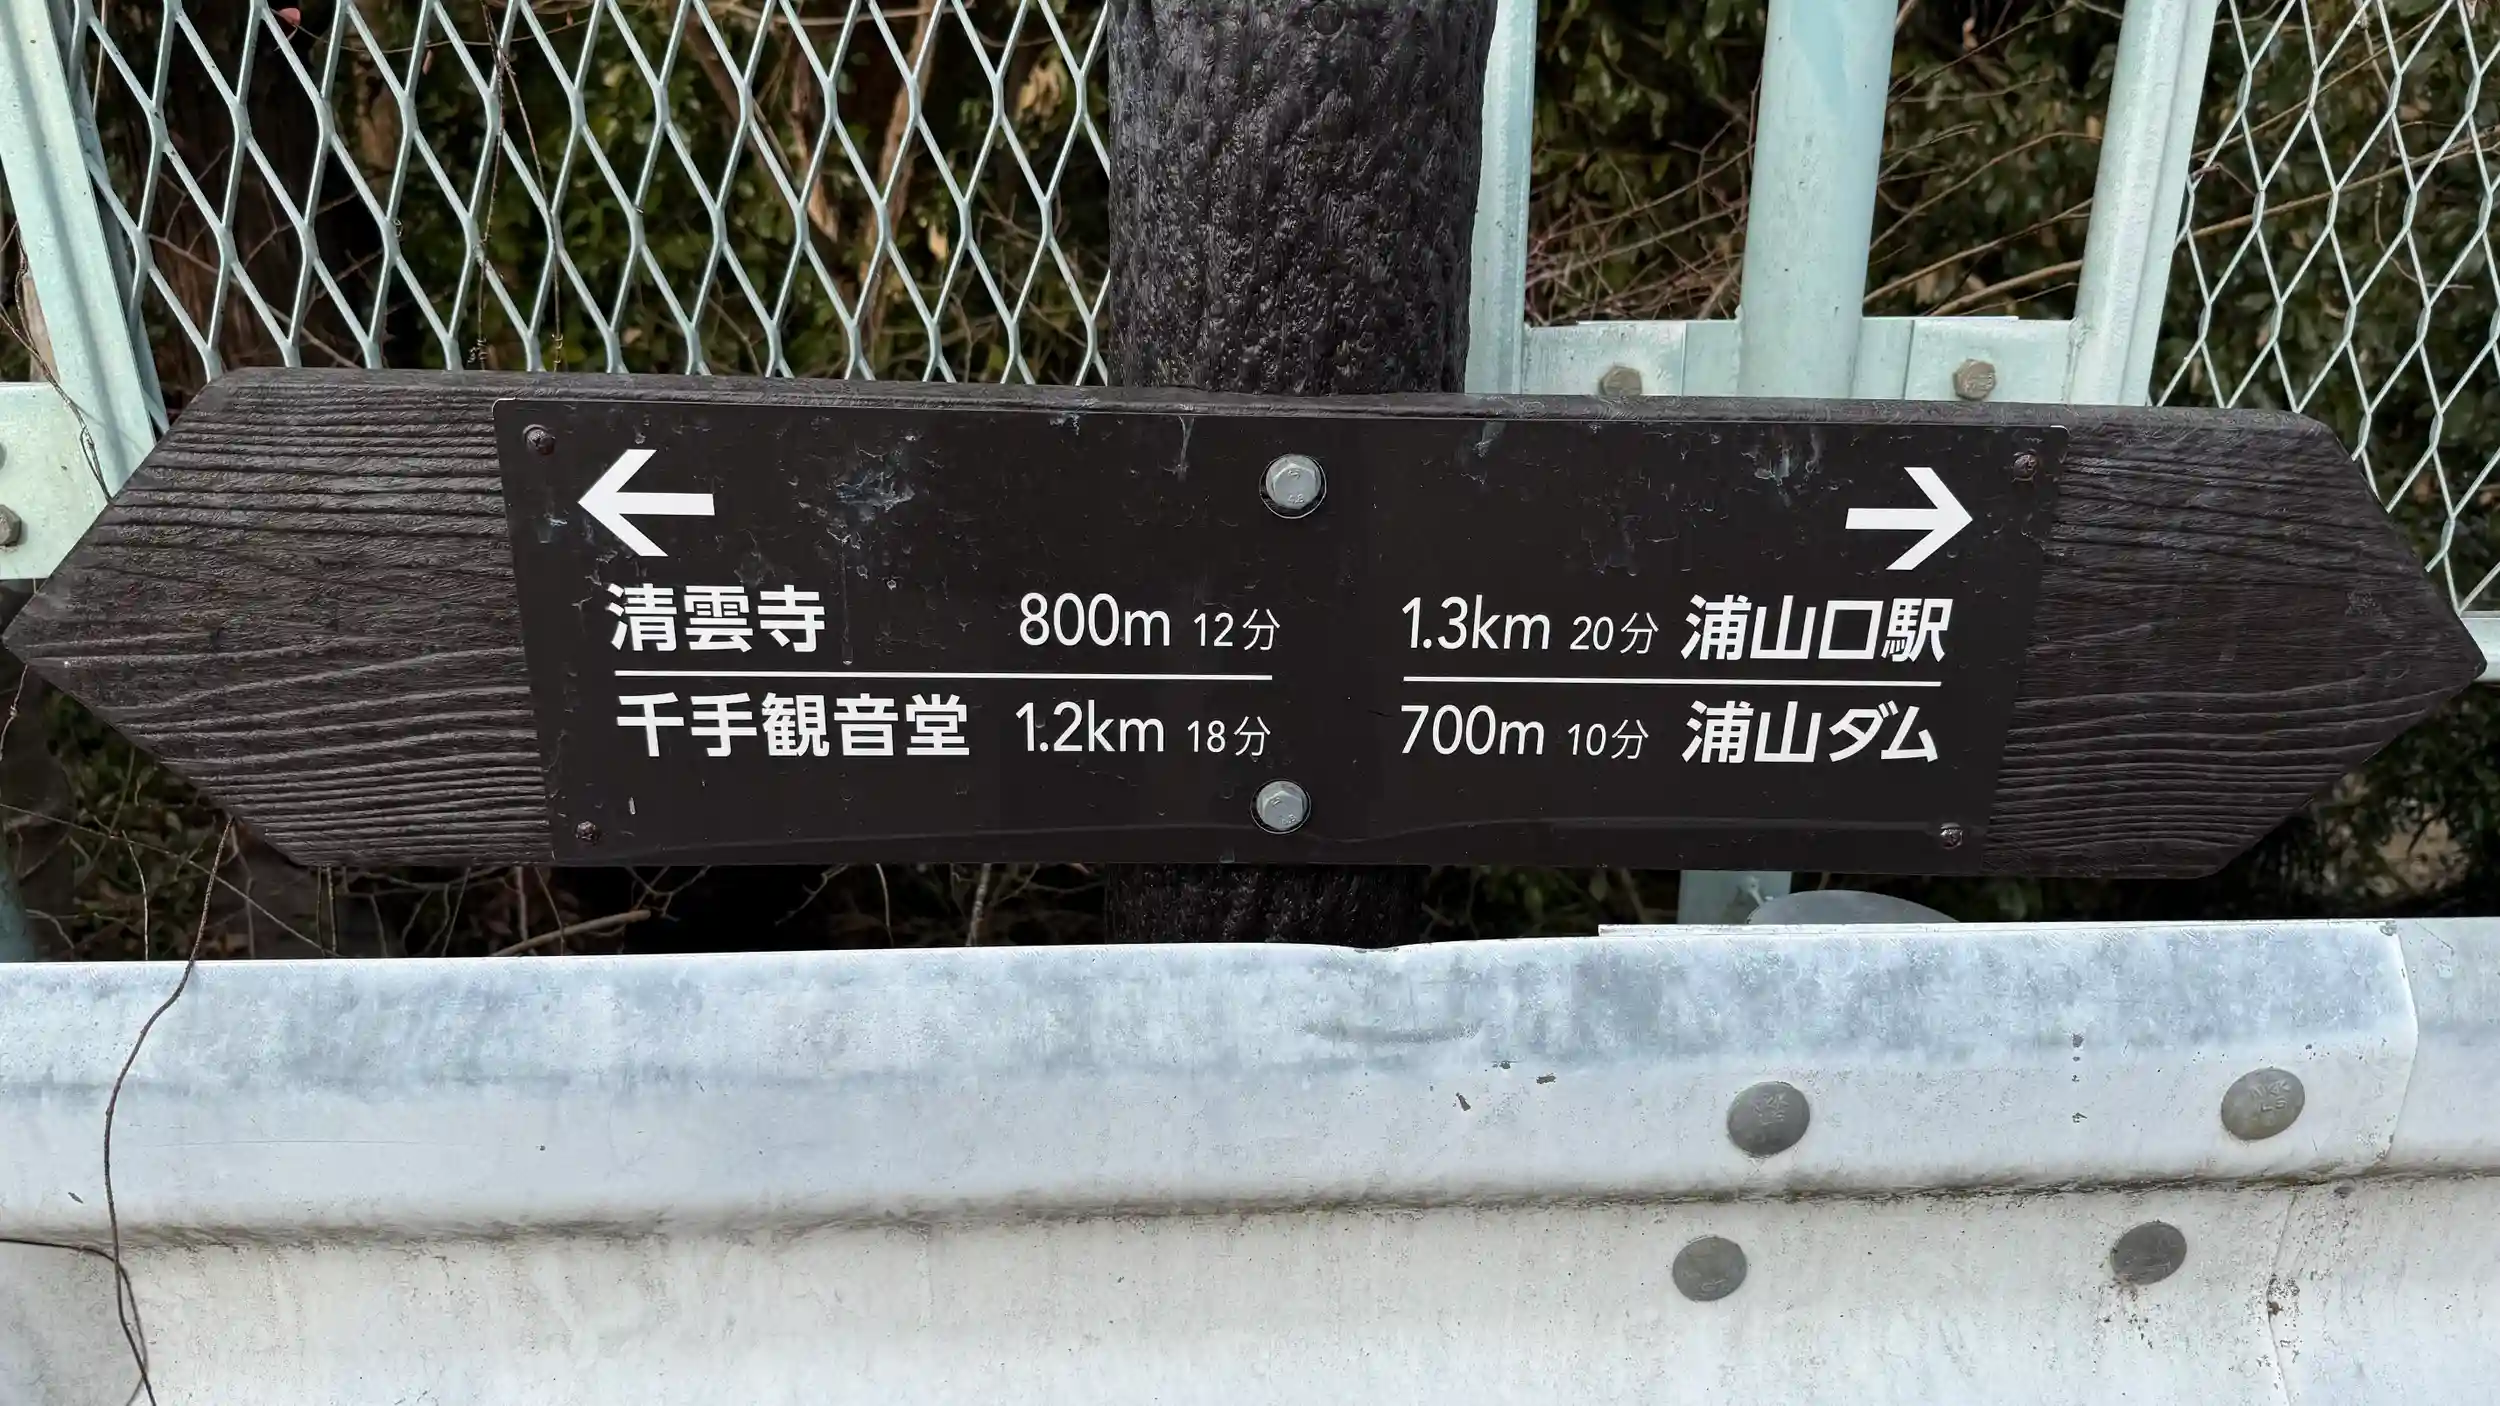 ←
清雲寺 800m 12分
千手観音堂 1.2km 18分
→
1.3km 20分 浦山口駅
700m 10分 浦山ダム